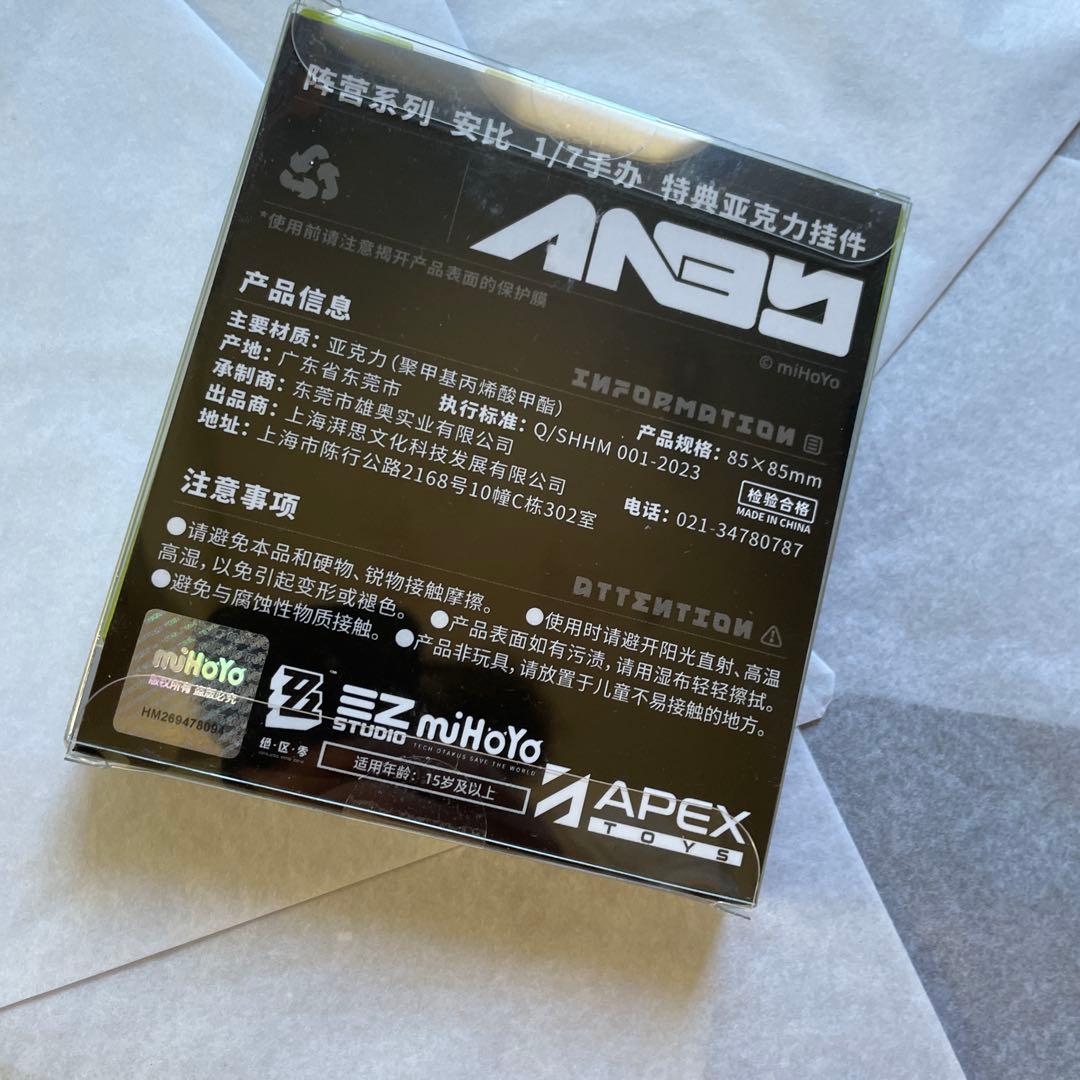 阵营系列 安比 1/7手办 特典亚克力挂件
ANBY
© miHoYo
*使用前请注意揭开产品表面的保护膜
产品信息
INFORMATION
主要材质：亚克力（聚甲基丙烯酸甲酯） 产品规格：85×85mm
产地：广东省东莞市 执行标准：Q/SHHM 001-2023
承制商：东莞市雄奥实业有限公司
出品商：上海湃思文化科技发展有限公司
地址：上海市陈行公路2168号10幢C栋302室 电话：021-34780787
检验合格
MADE IN CHINA
注意事项
ATTENTION
●请避免本品和硬物、锐物接触摩擦。 ●使用时请避开阳光直射、高温
高湿，以免引起变形或褪色。 ●产品表面如有污渍，请用湿布轻轻擦拭。
●避免与腐蚀性物质接触。 ●产品非玩具，请放置于儿童不易接触的地方。
miHoYo
版权所有 盗版必究
HM269478094
绝·区·零
三Z
STUDIO
miHoYo
TECH OTAKUS SAVE THE WORLD
适用年龄：15岁及以上
APEX
TOYS